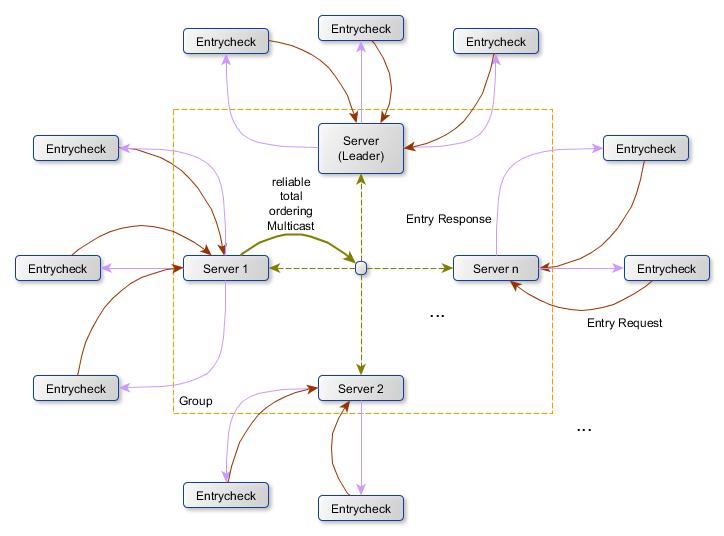 Entrycheck
Entrycheck
Entrycheck
Server
(Leader)
Entrycheck
Entrycheck
reliable
total
ordering
Multicast
Entry Response
Entrycheck
Server 1
Server n
Entrycheck
...
Entry Request
Entrycheck
Server 2
Group
...
Entrycheck
Entrycheck